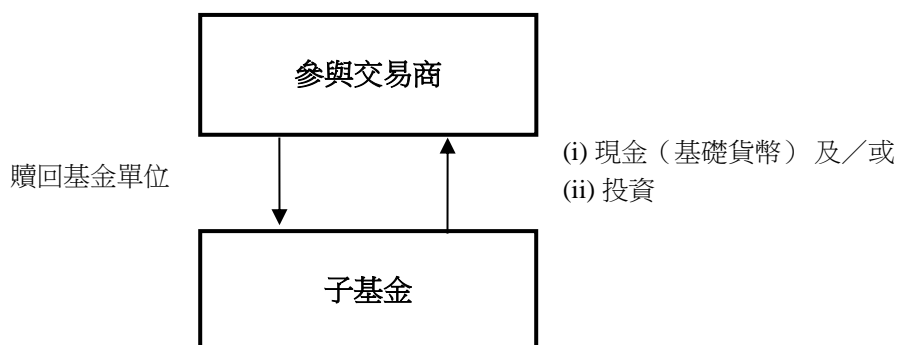 參與交易商
贖回基金單位
(i) 現金（基礎貨幣） 及／或
(ii) 投資
子基金